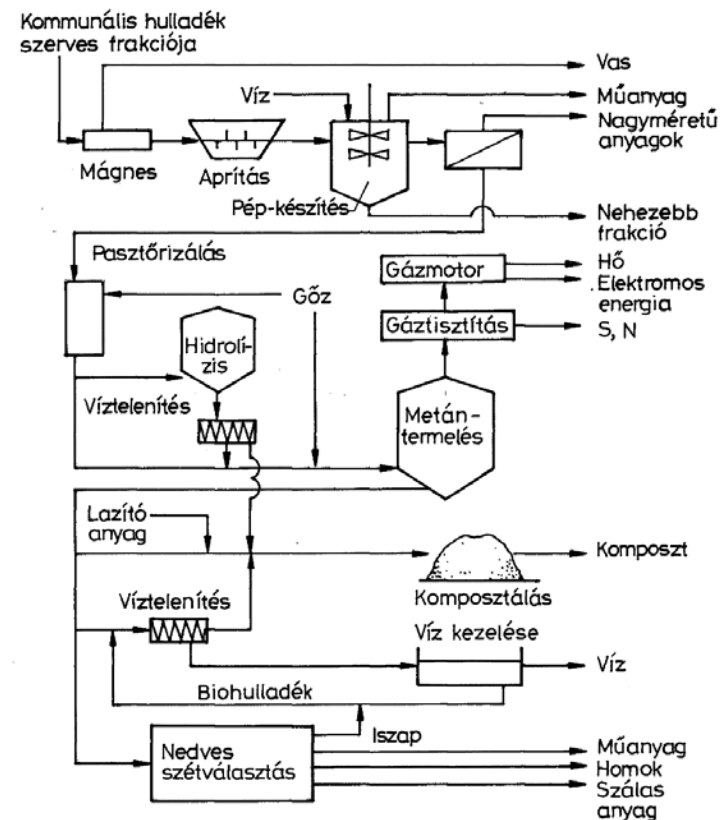 Kommunális hulladék
szerves frakciója
Vas
Víz
Műanyag
Nagyméretű
anyagok
Mágnes
Aprítás
Pép-készítés
Nehezebb
frakció
Pasztőrizálás
Gázmotor
Hő
Elektromos
energia
Gőz
Gáztisztítás
S, N
Hidrolí-
zis
Víztelenítés
Metán-
termelés
Lazító
anyag
Komposzt
Víztelenítés
Komposztálás
Víz kezelése
Víz
Biohulladék
Iszap
Nedves
szétválasztás
Műanyag
Homok
Szálas
anyag